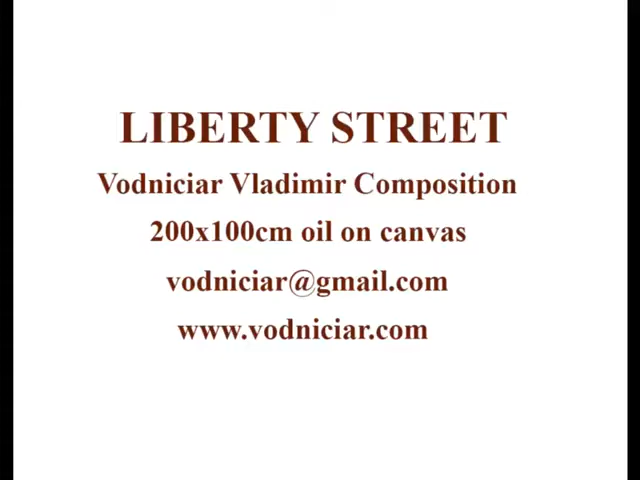 LIBERTY STREET
Vodniciar Vladimir Composition
200x100cm oil on canvas
vodniciar@gmail.com
www.vodniciar.com